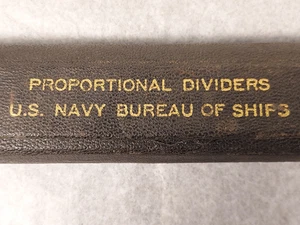 PROPORTIONAL DIVIDERS
U.S. NAVY BUREAU OF SHIPS